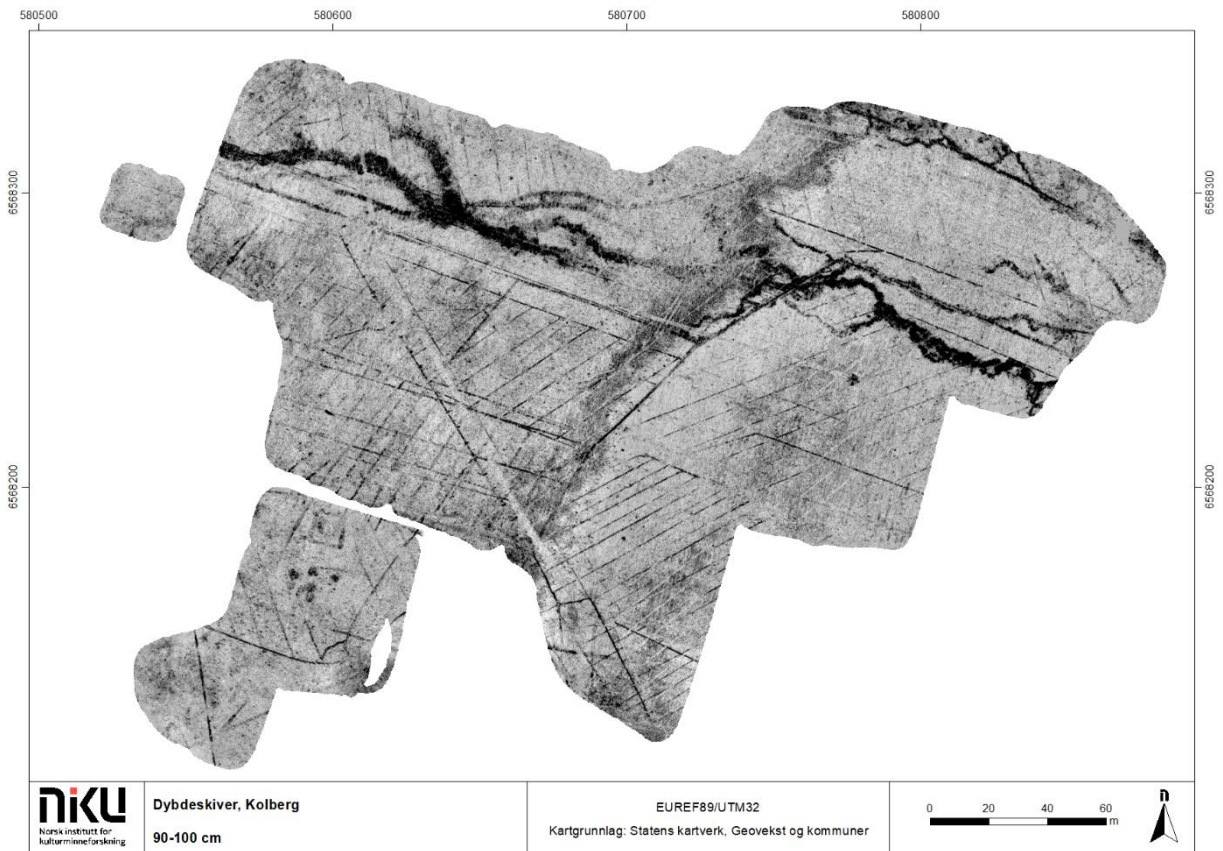 580500 580600 580700 580800
6568300 6568300
6568200 6568200
niku
Norsk institutt for
kulturminneforskning
Dybdeskiver, Kolberg
90-100 cm
EUREF89/UTM32
Kartgrunnlag: Statens kartverk, Geovekst og kommuner
0 20 40 60
m
n